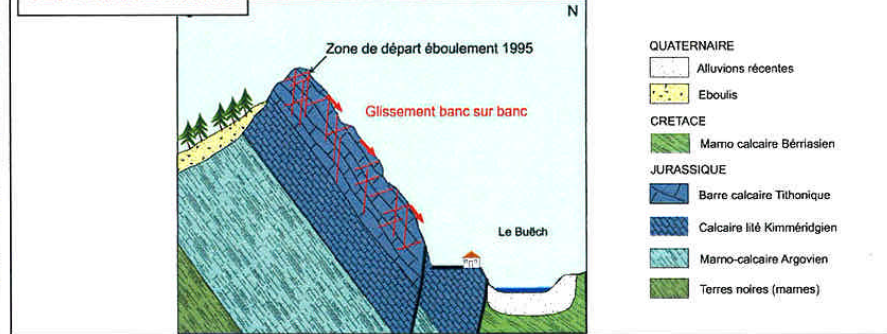 N
Zone de départ éboulement 1995
Glissement banc sur banc
Le Buëch
QUATERNAIRE
Alluvions récentes
Eboulis
CRETACE
Marno calcaire Bérriasien
JURASSIQUE
Barre calcaire Tithonique
Calcaire lité Kimméridgien
Marno-calcaire Argovien
Terres noires (marnes)